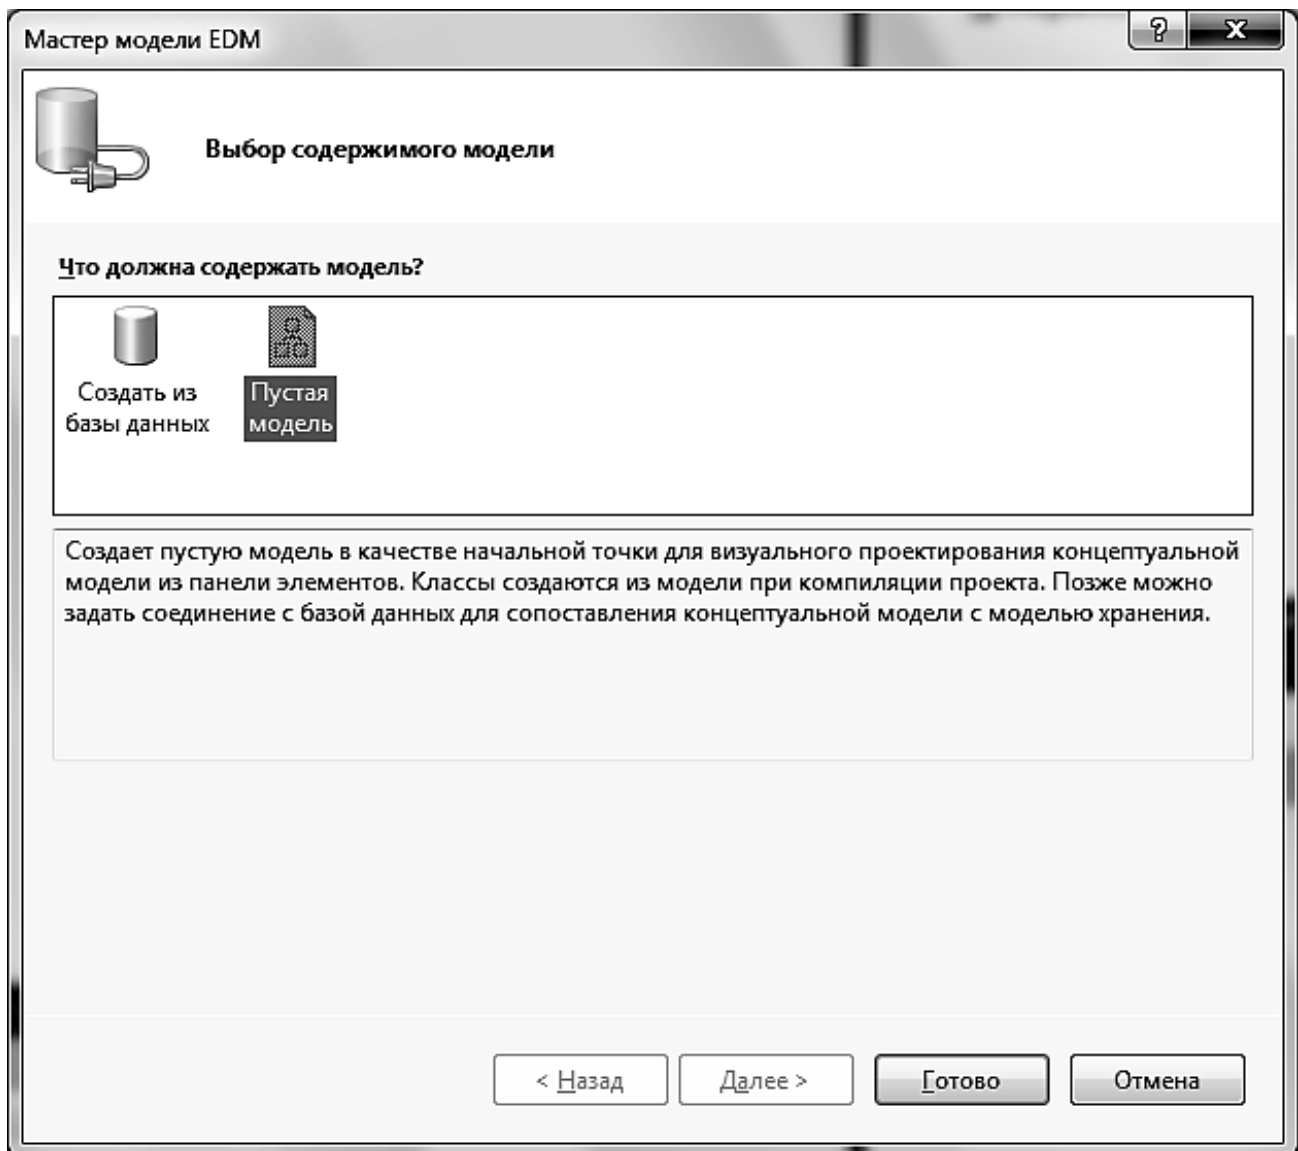 Мастер модели EDM
?
X
Выбор содержимого модели
Что должна содержать модель?
Создать из
базы данных
Пустая
модель
Создает пустую модель в качестве начальной точки для визуального проектирования концептуальной
модели из панели элементов. Классы создаются из модели при компиляции проекта. Позже можно
задать соединение с базой данных для сопоставления концептуальной модели с моделью хранения.
< Назад
Далее >
Готово
Отмена